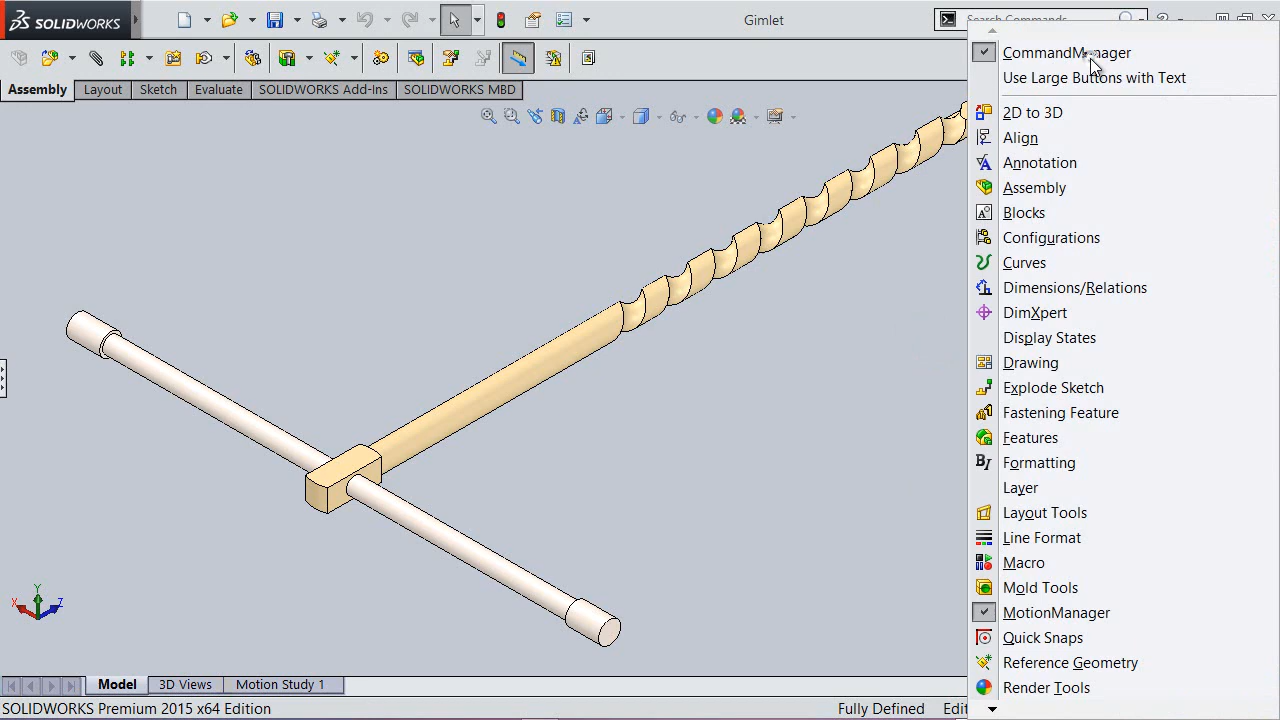 SOLIDWORKS
Gimlet
Search Commands
Assembly
Layout
Sketch
Evaluate
SOLIDWORKS Add-Ins
SOLIDWORKS MBD
CommandManager
Use Large Buttons with Text
2D to 3D
Align
Annotation
Assembly
Blocks
Configurations
Curves
Dimensions/Relations
DimXpert
Display States
Drawing
Explode Sketch
Fastening Feature
Features
Formatting
Layer
Layout Tools
Line Format
Macro
Mold Tools
MotionManager
Quick Snaps
Reference Geometry
Render Tools
Y
X
Z
Model
3D Views
Motion Study 1
SOLIDWORKS Premium 2015 x64 Edition
Fully Defined
Edit